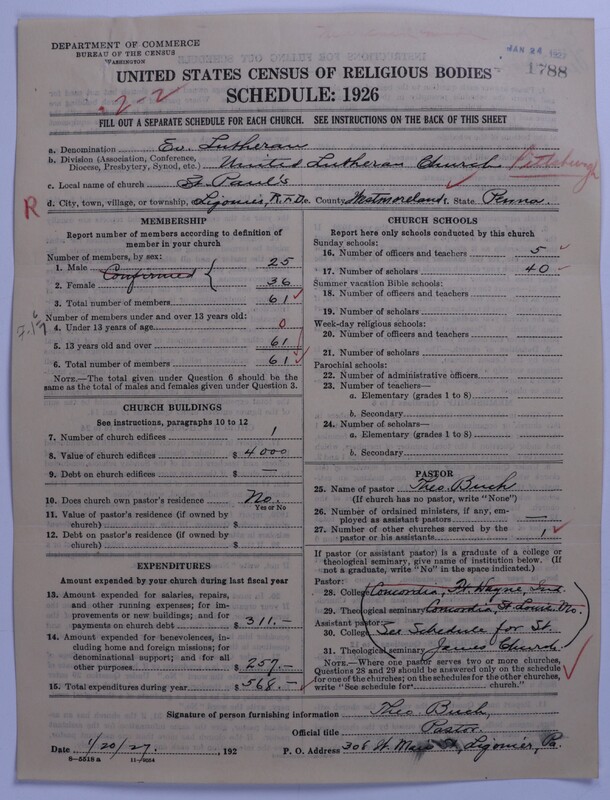 DEPARTMENT OF COMMERCE
BUREAU OF THE CENSUS
WASHINGTON
JAN 24 1927
1788
UNITED STATES CENSUS OF RELIGIOUS BODIES
SCHEDULE: 1926
2-2
FILL OUT A SEPARATE SCHEDULE FOR EACH CHURCH. SEE INSTRUCTIONS ON THE BACK OF THIS SHEET
a. Denomination Ev. Lutheran
b. Division (Association, Conference, Diocese, Presbytery, Synod, etc.) United Lutheran Church Pittsburgh
c. Local name of church St. Paul's
R
d. City, town, village, or township, Ligonier, R.F.D. County Westmoreland State Penna.
MEMBERSHIP
Report number of members according to definition of
member in your church
Number of members, by sex:
1. Male 25
Confirmed
2. Female 36
3. Total number of members 61
Number of members under and over 13 years old:
4. Under 13 years of age 0
5. 13 years old and over 61
6. Total number of members 61
NOTE.—The total given under Question 6 should be the
same as the total of males and females given under Question 3.
CHURCH BUILDINGS
See instructions, paragraphs 10 to 12
7. Number of church edifices 1
8. Value of church edifices $ 4000
9. Debt on church edifices $ —
10. Does church own pastor's residence? No.
Yes or No
11. Value of pastor's residence (if owned by
church) $
12. Debt on pastor's residence (if owned by
church) $
EXPENDITURES
Amount expended by your church during last fiscal year
13. Amount expended for salaries, repairs,
and other running expenses; for im-
provements or new buildings; and for
payments on church debt $ 311.—
14. Amount expended for benevolences,
including home and foreign missions; for
denominational support; and for all
other purposes $ 257.—
15. Total expenditures during year $ 568.—
CHURCH SCHOOLS
Report here only schools conducted by this church
Sunday schools:
16. Number of officers and teachers 5
17. Number of scholars 40
Summer vacation Bible schools:
18. Number of officers and teachers
19. Number of scholars
Week-day religious schools:
20. Number of officers and teachers
21. Number of scholars
Parochial schools:
22. Number of administrative officers
23. Number of teachers—
a. Elementary (grades 1 to 8)
b. Secondary
24. Number of scholars—
a. Elementary (grades 1 to 8)
b. Secondary
PASTOR
25. Name of pastor Theo. Buch
(If church has no pastor, write "None")
26. Number of ordained ministers, if any, em-
ployed as assistant pastors —
27. Number of other churches served by the
pastor or his assistants 1
If pastor (or assistant pastor) is a graduate of a college or
theological seminary, give name of institution below. (If
not a graduate, write "No" in the space indicated.)
Pastor:
28. College Concordia, Ft. Wayne, Ind.
29. Theological seminary Concordia, St. Louis, Mo.
Assistant pastor:
30. College See Schedule for St.
31. Theological seminary James Church
NOTE.—Where one pastor serves two or more churches,
Questions 28 and 29 should be answered only on the schedule
for one of the churches; on the schedules for the other churches,
write "See schedule for church."
Signature of person furnishing information Theo Buch,
Official title Pastor.
Date 1/20/27, 192
P. O. Address 308 W. Main St, Ligonier, Pa.
8—5518 a